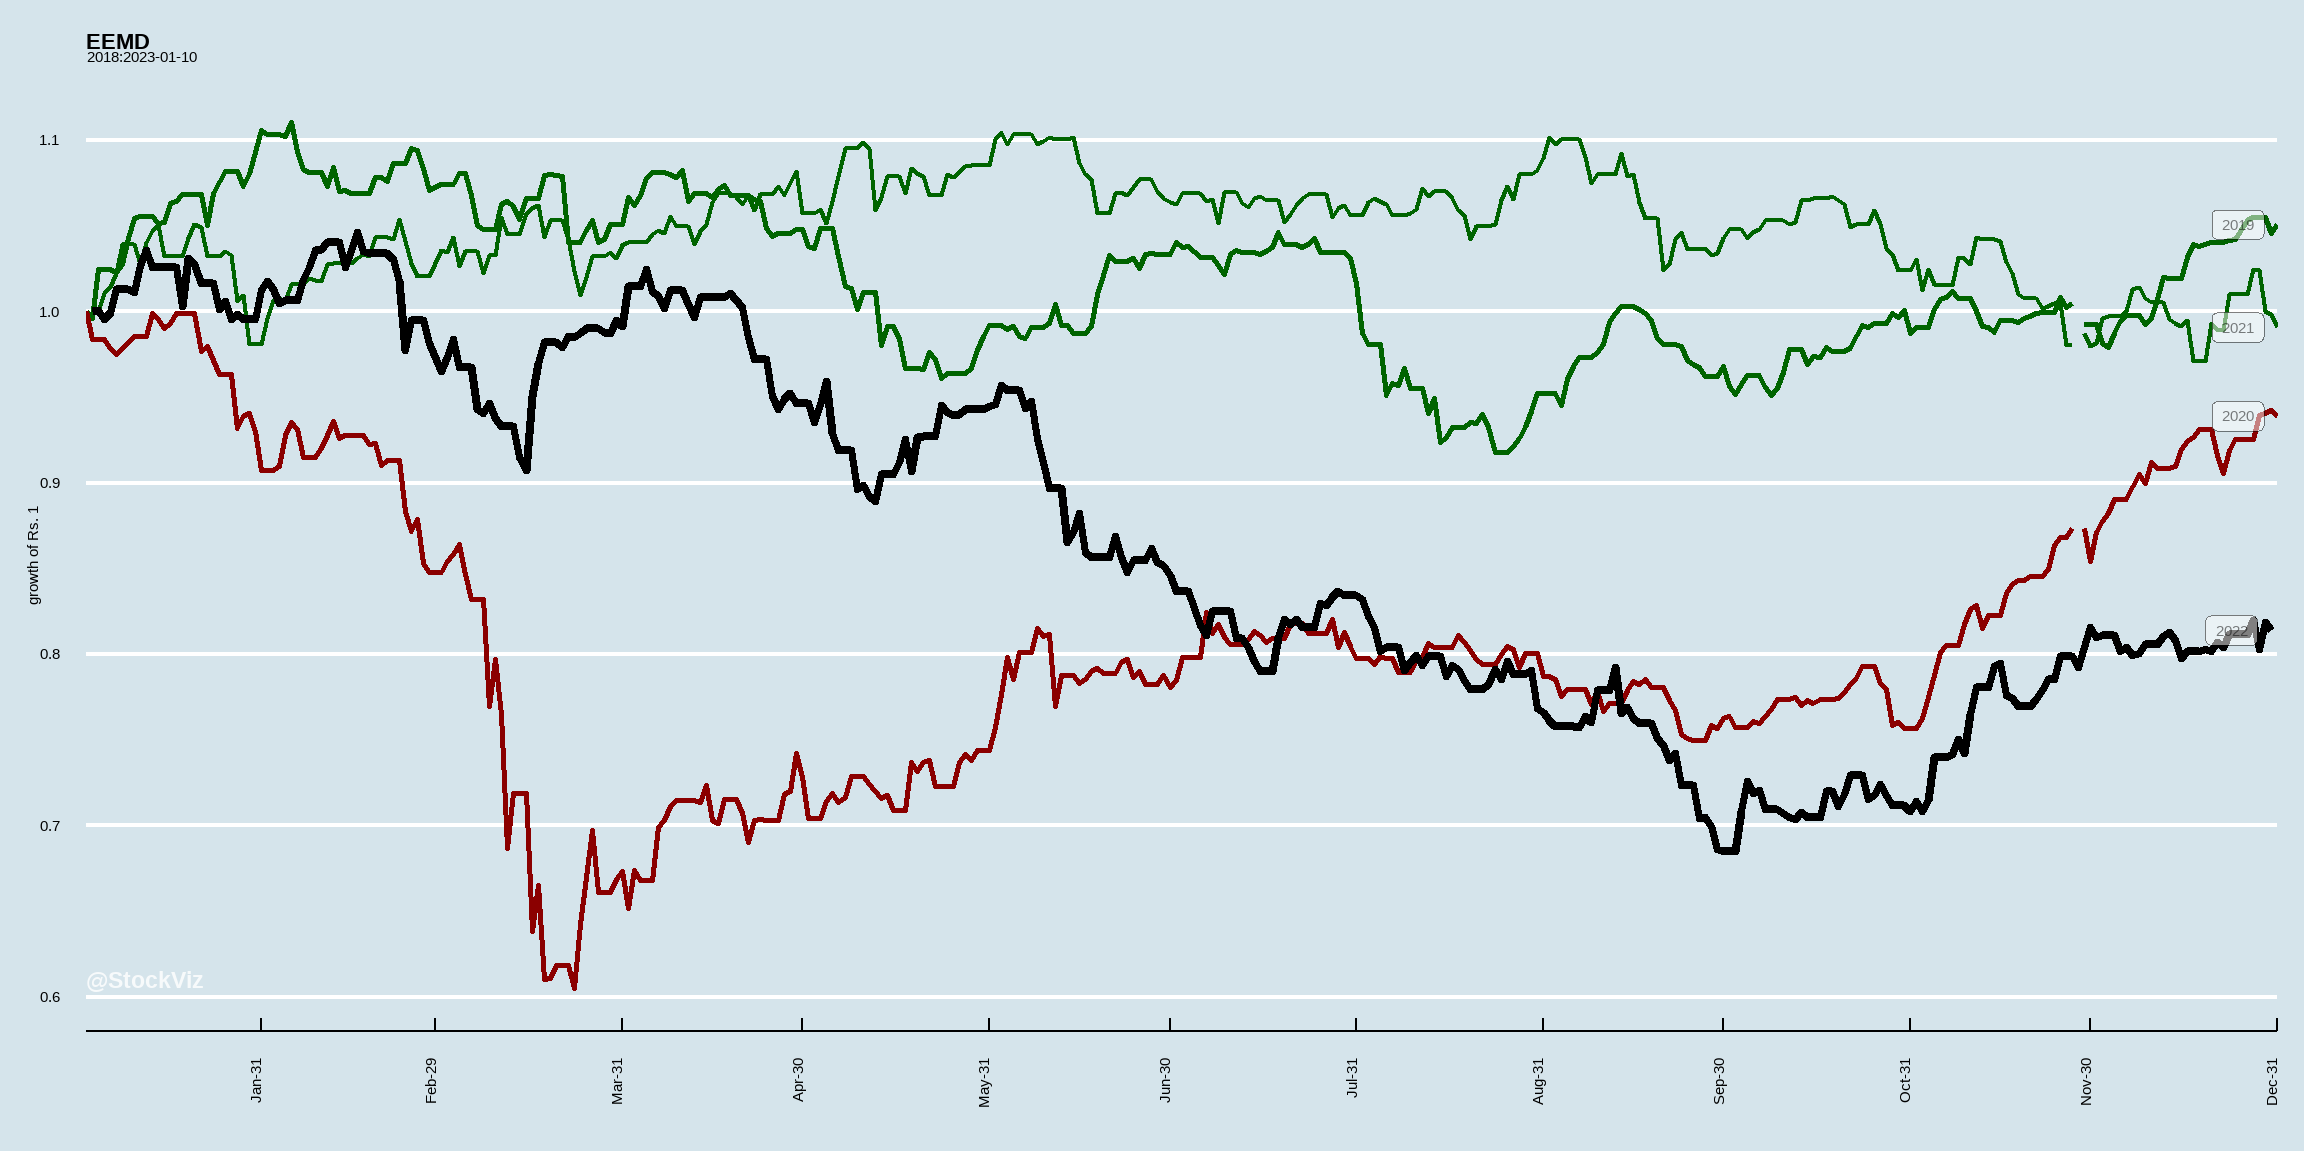 EEMD
2018:2023-01-10
1.1
1.0
0.9
0.8
0.7
0.6
growth of Rs. 1
2019
2021
2020
2022
@StockViz
Jan-31
Feb-29
Mar-31
Apr-30
May-31
Jun-30
Jul-31
Aug-31
Sep-30
Oct-31
Nov-30
Dec-31